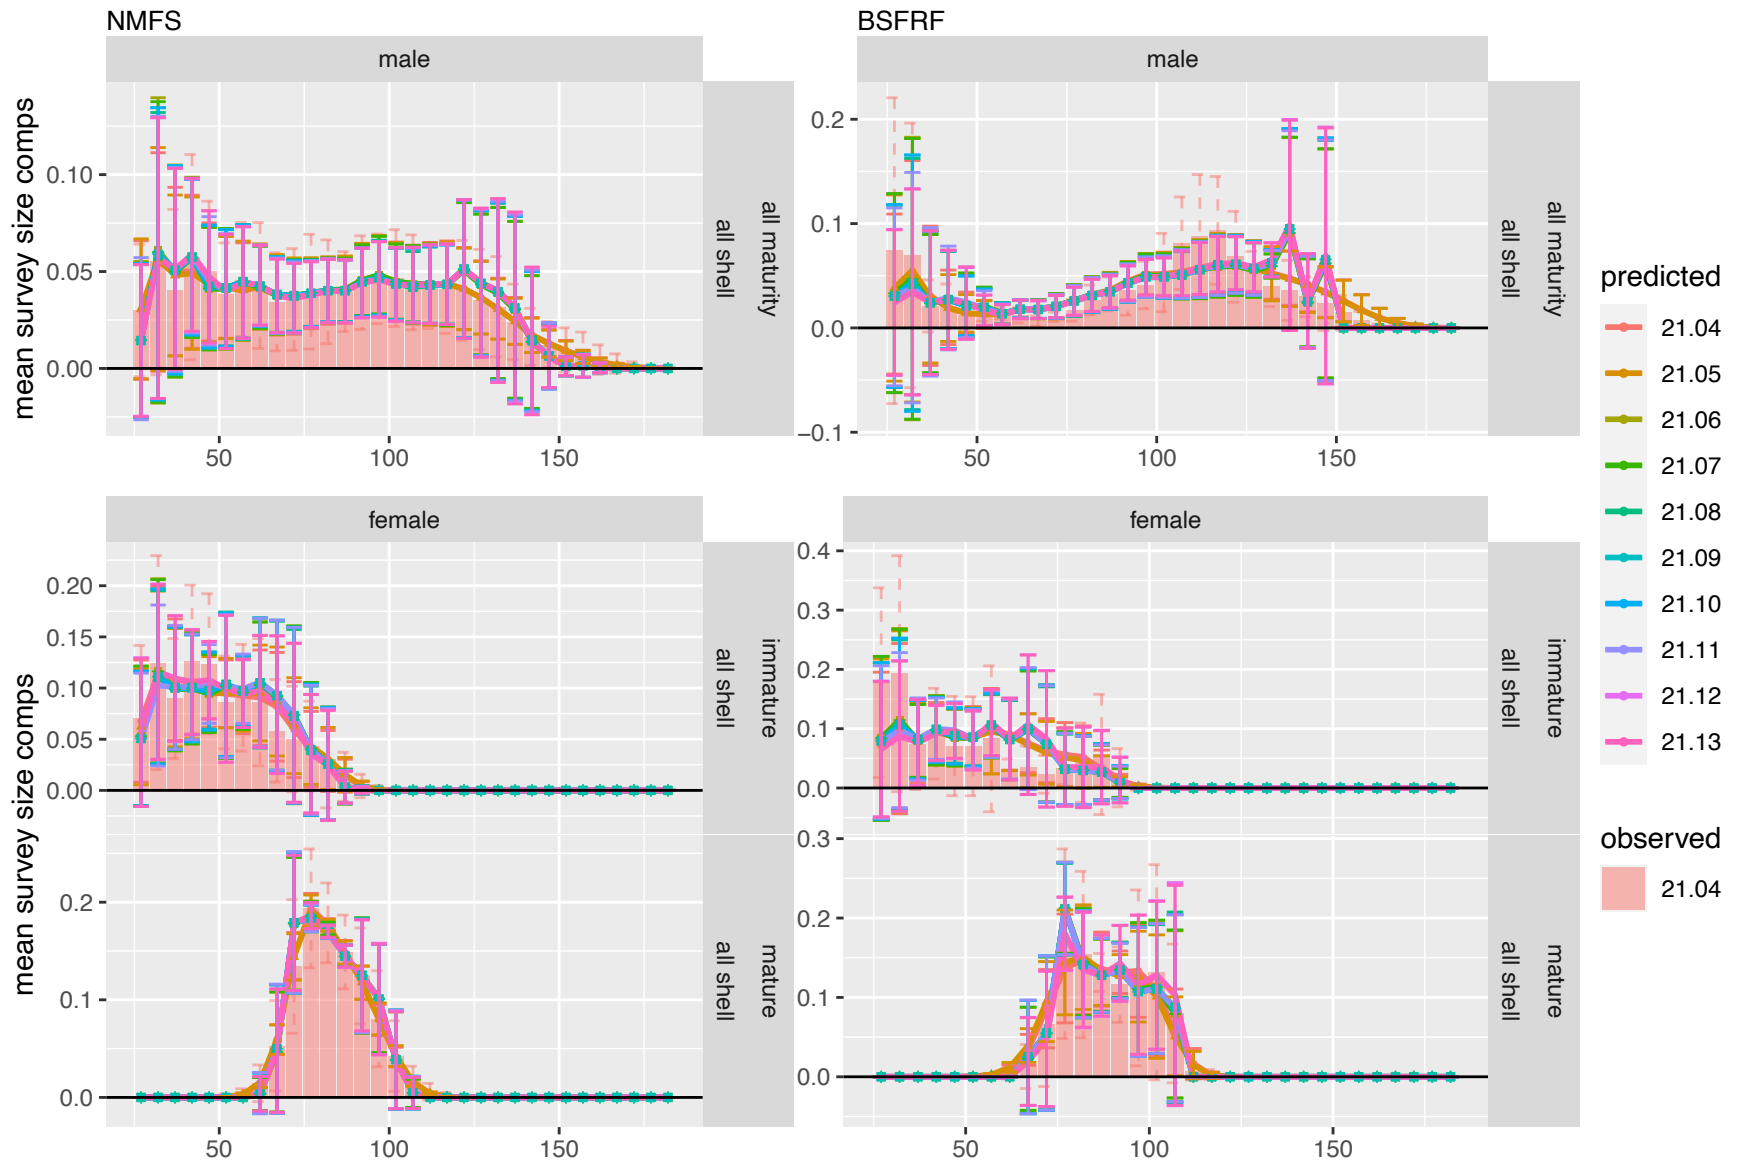 NMFS
BSFRF
male
male
mean survey size comps
0.10
0.05
0.00
50
100
150
all maturity
all shell
0.2
0.1
0.0
−0.1
50
100
150
all maturity
all shell
female
female
mean survey size comps
0.20
0.15
0.10
0.05
0.00
immature
all shell
0.2
0.1
0.0
mature
all shell
50
100
150
0.4
0.3
0.2
0.1
0.0
immature
all shell
0.3
0.2
0.1
0.0
mature
all shell
50
100
150
predicted
21.04
21.05
21.06
21.07
21.08
21.09
21.10
21.11
21.12
21.13
observed
21.04